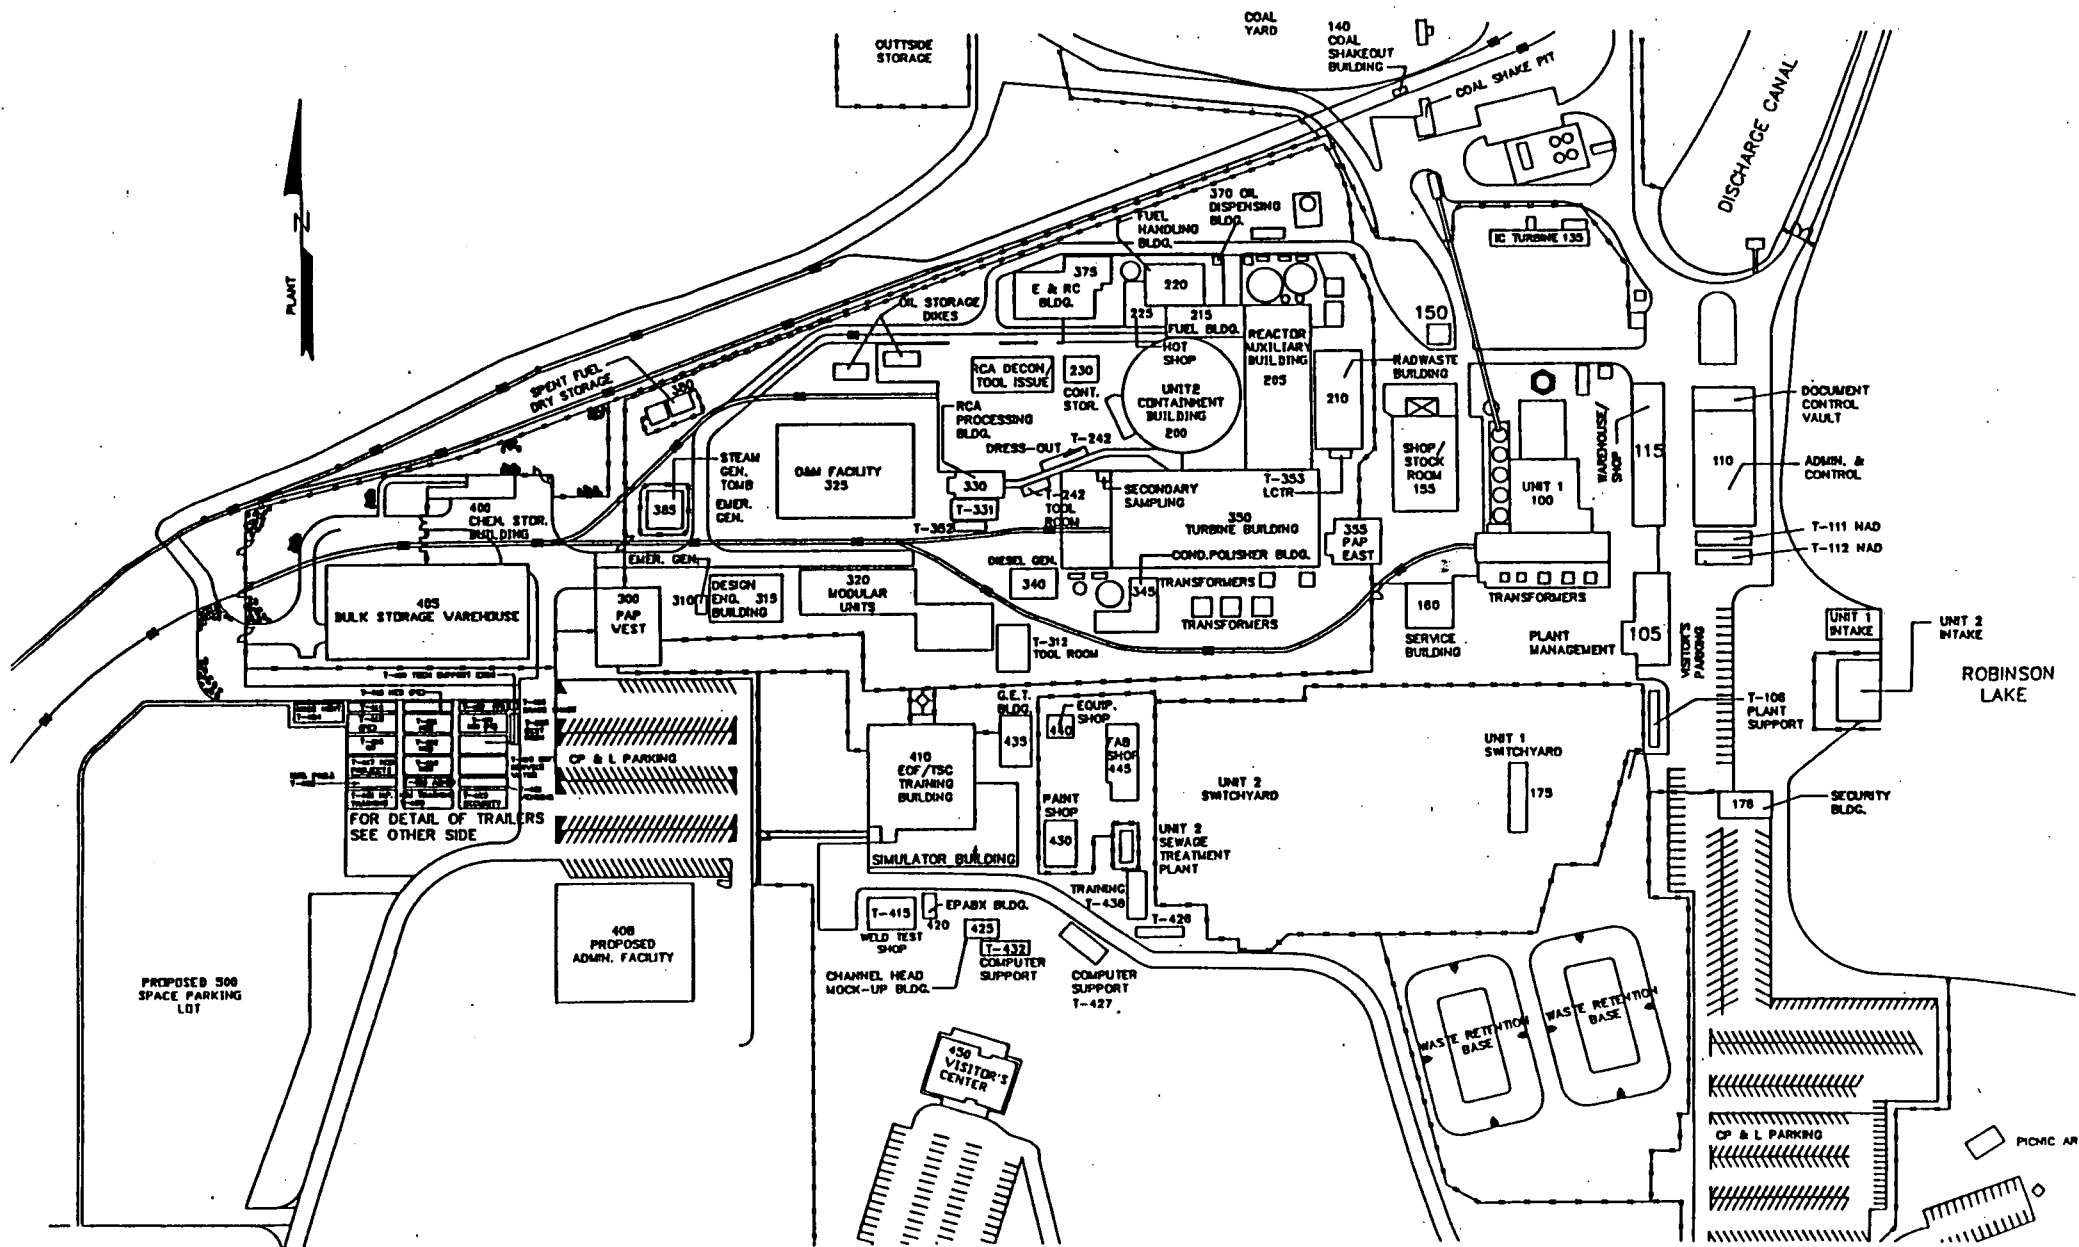 OUTTSIDE
STORAGE
COAL
YARD
140
COAL
SHAKEOUT
BUILDING
COAL SHAKE PIT
DISCHARGE CANAL
PLANT
N
370 OIL
DISPENSING
BLDG.
FUEL
HANDLING
BLDG.
IC TURBINE 135
375
E & RC
BLDG.
220
225
215
FUEL BLDG.
HOT
SHOP
REACTOR
AUXILIARY
BUILDING
205
150
OIL STORAGE
DIKES
SPENT FUEL
DRY STORAGE
380
RCA DECON/
TOOL ISSUE
230
CONT.
STOR.
UNIT2
CONTAINMENT
BUILDING
200
RADWASTE
BUILDING
210
DOCUMENT
CONTROL
VAULT
RCA
PROCESSING
BLDG.
DRESS-OUT
T-242
SHOP/
STOCK
ROOM
155
WAREHOUSE/
SHOP
115
110
ADMIN. &
CONTROL
STEAM
GEN.
TOMB
EMER.
GEN.
385
O&M FACILITY
325
330
T-331
T-352
T-242
TOOL
ROOM
SECONDARY
SAMPLING
T-353
LCTR
UNIT 1
100
400
CHEM. STOR.
BUILDING
350
TURBINE BUILDING
355
PAP
EAST
T-111 NAD
T-112 NAD
EMER. GEN.
DIESEL GEN.
340
COND.POLISHER BLDG.
345
TRANSFORMERS
TRANSFORMERS
TRANSFORMERS
405
BULK STORAGE WAREHOUSE
300
PAP
WEST
310
DESIGN
ENG. 315
BUILDING
320
MODULAR
UNITS
T-312
TOOL ROOM
160
SERVICE
BUILDING
PLANT
MANAGEMENT
105
VISITOR'S
PARKING
UNIT 1
INTAKE
UNIT 2
INTAKE
ROBINSON
LAKE
T-106
PLANT
SUPPORT
G.E.T.
BLDG.
435
EQUIP.
SHOP
440
FAB
SHOP
445
410
EOF/TSC
TRAINING
BUILDING
CP & L PARKING
UNIT 2
SWITCHYARD
UNIT 1
SWITCHYARD
175
176
SECURITY
BLDG.
FOR DETAIL OF TRAILERS
SEE OTHER SIDE
PAINT
SHOP
430
SIMULATOR BUILDING
UNIT 2
SEWAGE
TREATMENT
PLANT
TRAINING
T-436
T-426
T-415
WELD TEST
SHOP
EPABX BLDG.
420
425
T-432
COMPUTER
SUPPORT
CHANNEL HEAD
MOCK-UP BLDG.
COMPUTER
SUPPORT
T-427
408
PROPOSED
ADMIN. FACILITY
PROPOSED 500
SPACE PARKING
LOT
WASTE RETENTION
BASE
WASTE RETENTION
BASE
450
VISITOR'S
CENTER
CP & L PARKING
PICNIC AR